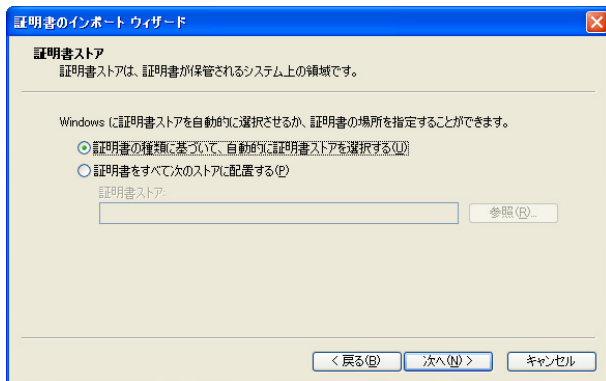 証明書のインポート ウィザード
証明書ストア
証明書ストアは、証明書が保管されるシステム上の領域です。
Windows に証明書ストアを自動的に選択させるか、証明書の場所を指定することができます。
証明書の種類に基づいて、自動的に証明書ストアを選択する(U)
証明書をすべて次のストアに配置する(P)
証明書ストア:
参照(R)...
< 戻る(B)
次へ(N) >
キャンセル